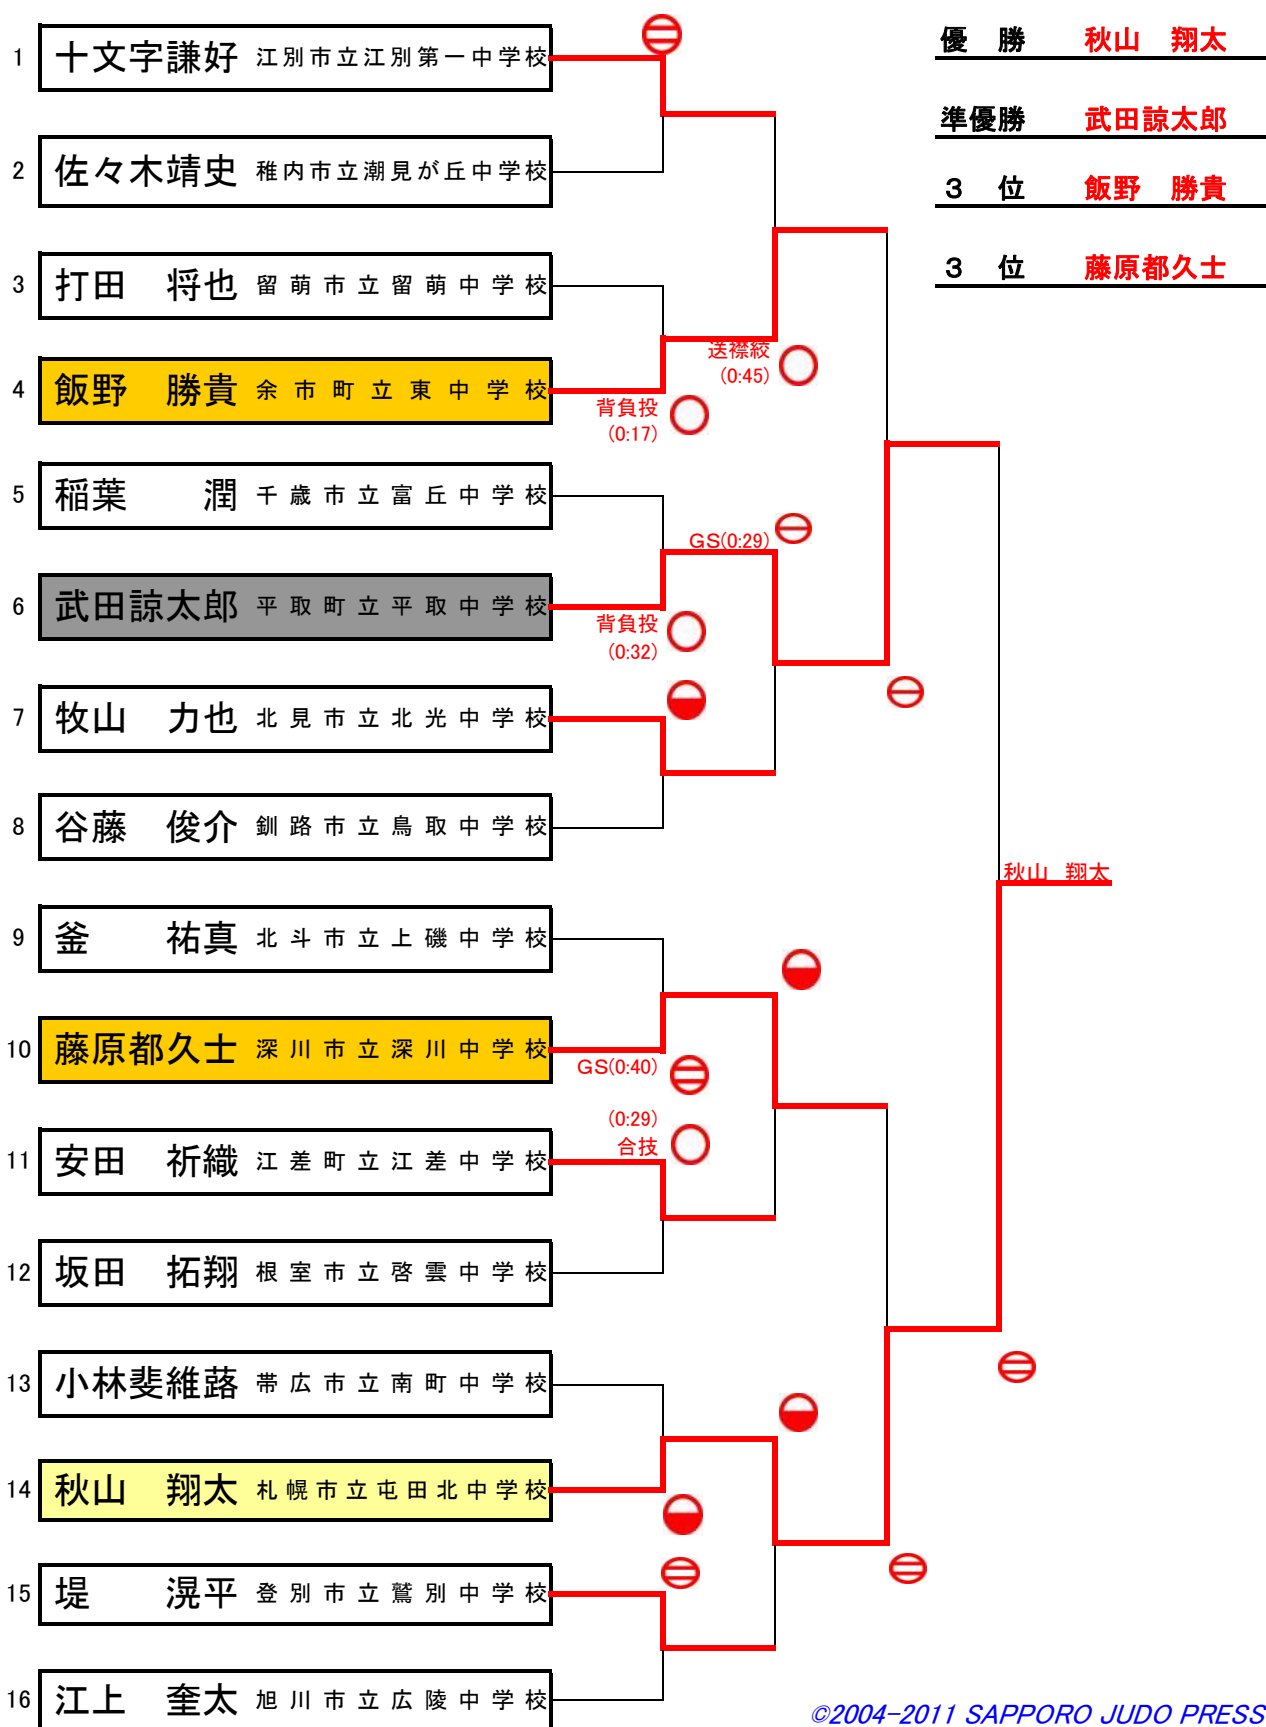 優　勝　秋山　翔太
準優勝　武田諒太郎
３　位　飯野　勝貴
３　位　藤原都久士
1　十文字謙好　江別市立江別第一中学校
2　佐々木靖史　稚内市立潮見が丘中学校
3　打田　将也　留萌市立留萌中学校
送襟絞
(0:45)
4　飯野　勝貴　余市町立東中学校
背負投
(0:17)
5　稲葉　潤　千歳市立富丘中学校
GS(0:29)
6　武田諒太郎　平取町立平取中学校
背負投
(0:32)
7　牧山　力也　北見市立北光中学校
8　谷藤　俊介　釧路市立鳥取中学校
秋山　翔太
9　釜　祐真　北斗市立上磯中学校
10　藤原都久士　深川市立深川中学校
GS(0:40)
(0:29)
合技
11　安田　祈織　江差町立江差中学校
12　坂田　拓翔　根室市立啓雲中学校
13　小林斐維蕗　帯広市立南町中学校
14　秋山　翔太　札幌市立屯田北中学校
15　堤　滉平　登別市立鷲別中学校
16　江上　奎太　旭川市立広陵中学校
©2004-2011 SAPPORO JUDO PRESS